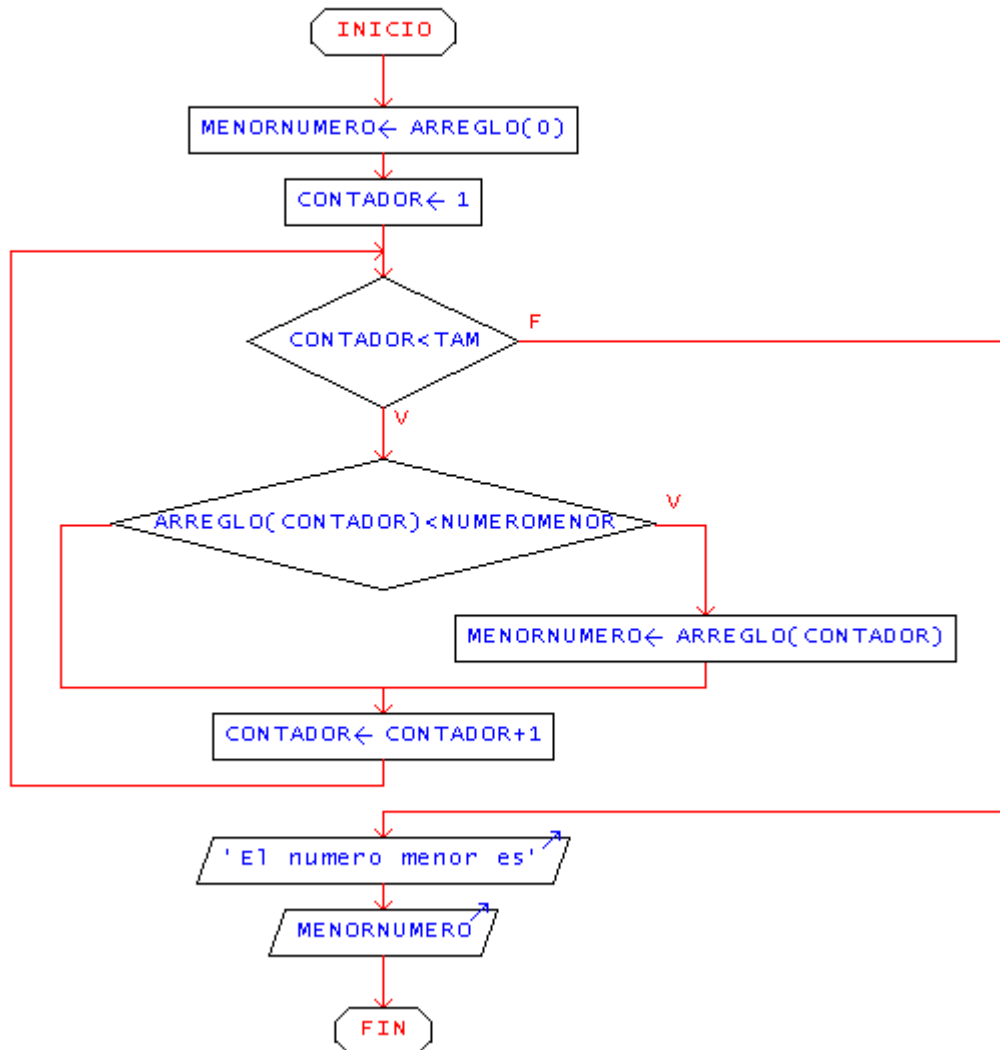 INICIO
MENORNUMERO← ARREGLO(0)
CONTADOR← 1
CONTADOR<TAM
F
V
ARREGLO(CONTADOR)<NUMEROMENOR
V
MENORNUMERO← ARREGLO(CONTADOR)
CONTADOR← CONTADOR+1
'El numero menor es'
MENORNUMERO
FIN